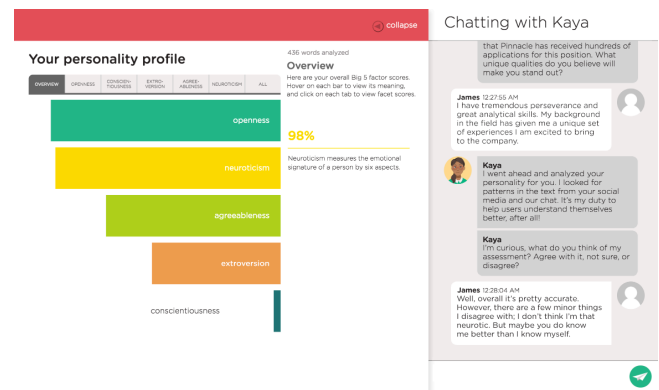 collapse
Your personality profile
OVERVIEW
OPENNESS
CONSCIEN-
TIOUSNESS
EXTRO-
VERSION
AGREE-
ABLENESS
NEUROTICISM
ALL
openness
neuroticism
agreeableness
extroversion
conscientiousness
436 words analyzed
Overview
Here are your overall Big 5 factor scores.
Hover on each bar to view its meaning,
and click on each tab to view facet scores.
98%
Neuroticism measures the emotional
signature of a person by six aspects.
Chatting with Kaya
that Pinnacle has received hundreds of
applications for this position. What
unique qualities do you believe will
make you stand out?
James 12:27:55 AM
I have tremendous perseverance and
great analytical skills. My background
in the field has given me a unique set
of experiences I am excited to bring
to the company.
Kaya
I went ahead and analyzed your
personality for you. I looked for
patterns in the text from your social
media and our chat. It's my duty to
help users understand themselves
better, after all!
Kaya
I'm curious, what do you think of my
assessment? Agree with it, not sure, or
disagree?
James 12:28:04 AM
Well, overall it's pretty accurate.
However, there are a few minor things
I disagree with; I don't think I'm that
neurotic. But maybe you do know
me better than I know myself.